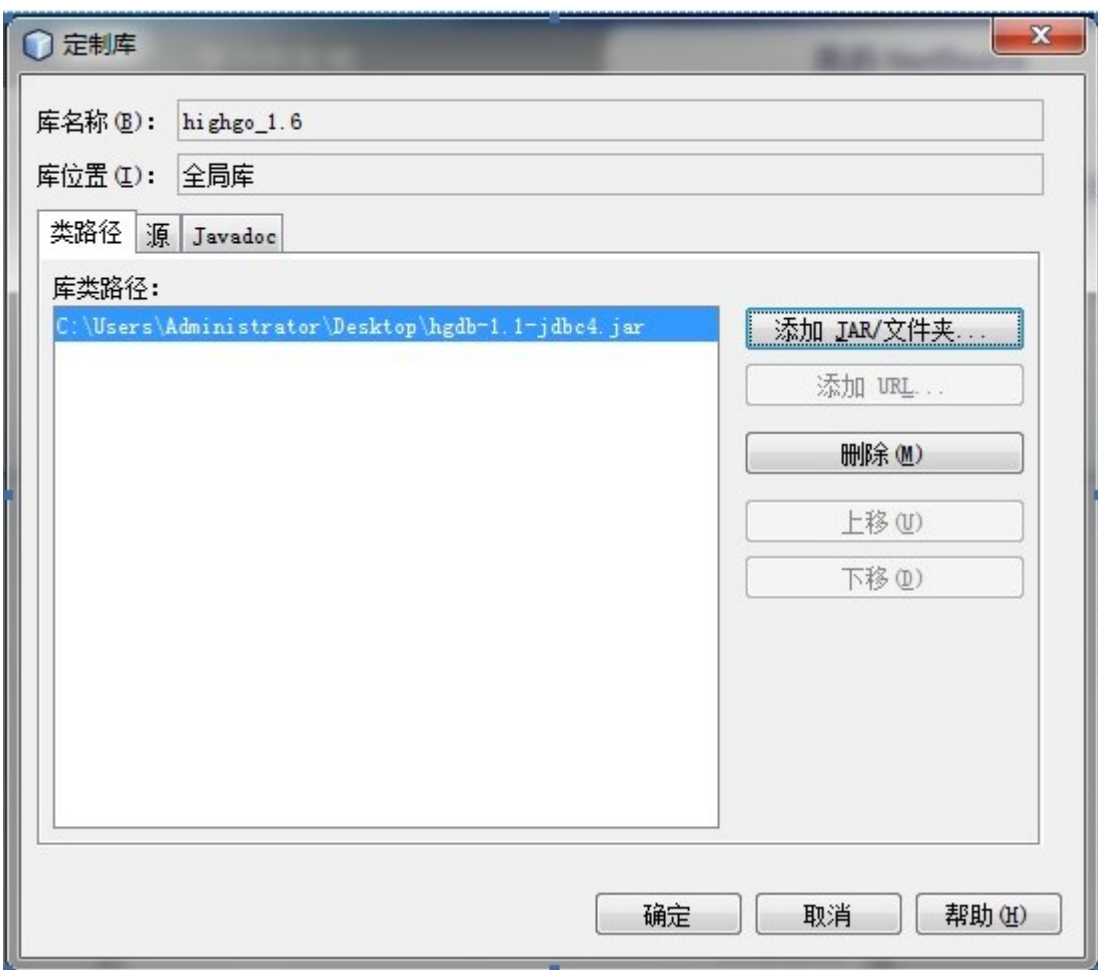 定制库
库名称(B): highgo_1.6
库位置(I): 全局库
类路径 源 Javadoc
库类路径:
C:\Users\Administrator\Desktop\hgdb-1.1-jdbc4.jar
添加 JAR/文件夹...
添加 URL...
删除(M)
上移(U)
下移(D)
确定 取消 帮助(H)